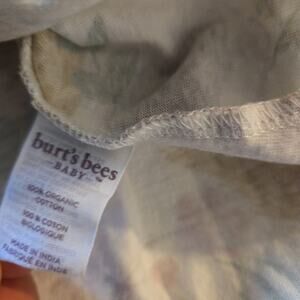 burt's bees
BABY
100% ORGANIC
COTTON
100% COTON
BIOLOGIQUE
MADE IN INDIA
FABRIQUÉ EN INDE